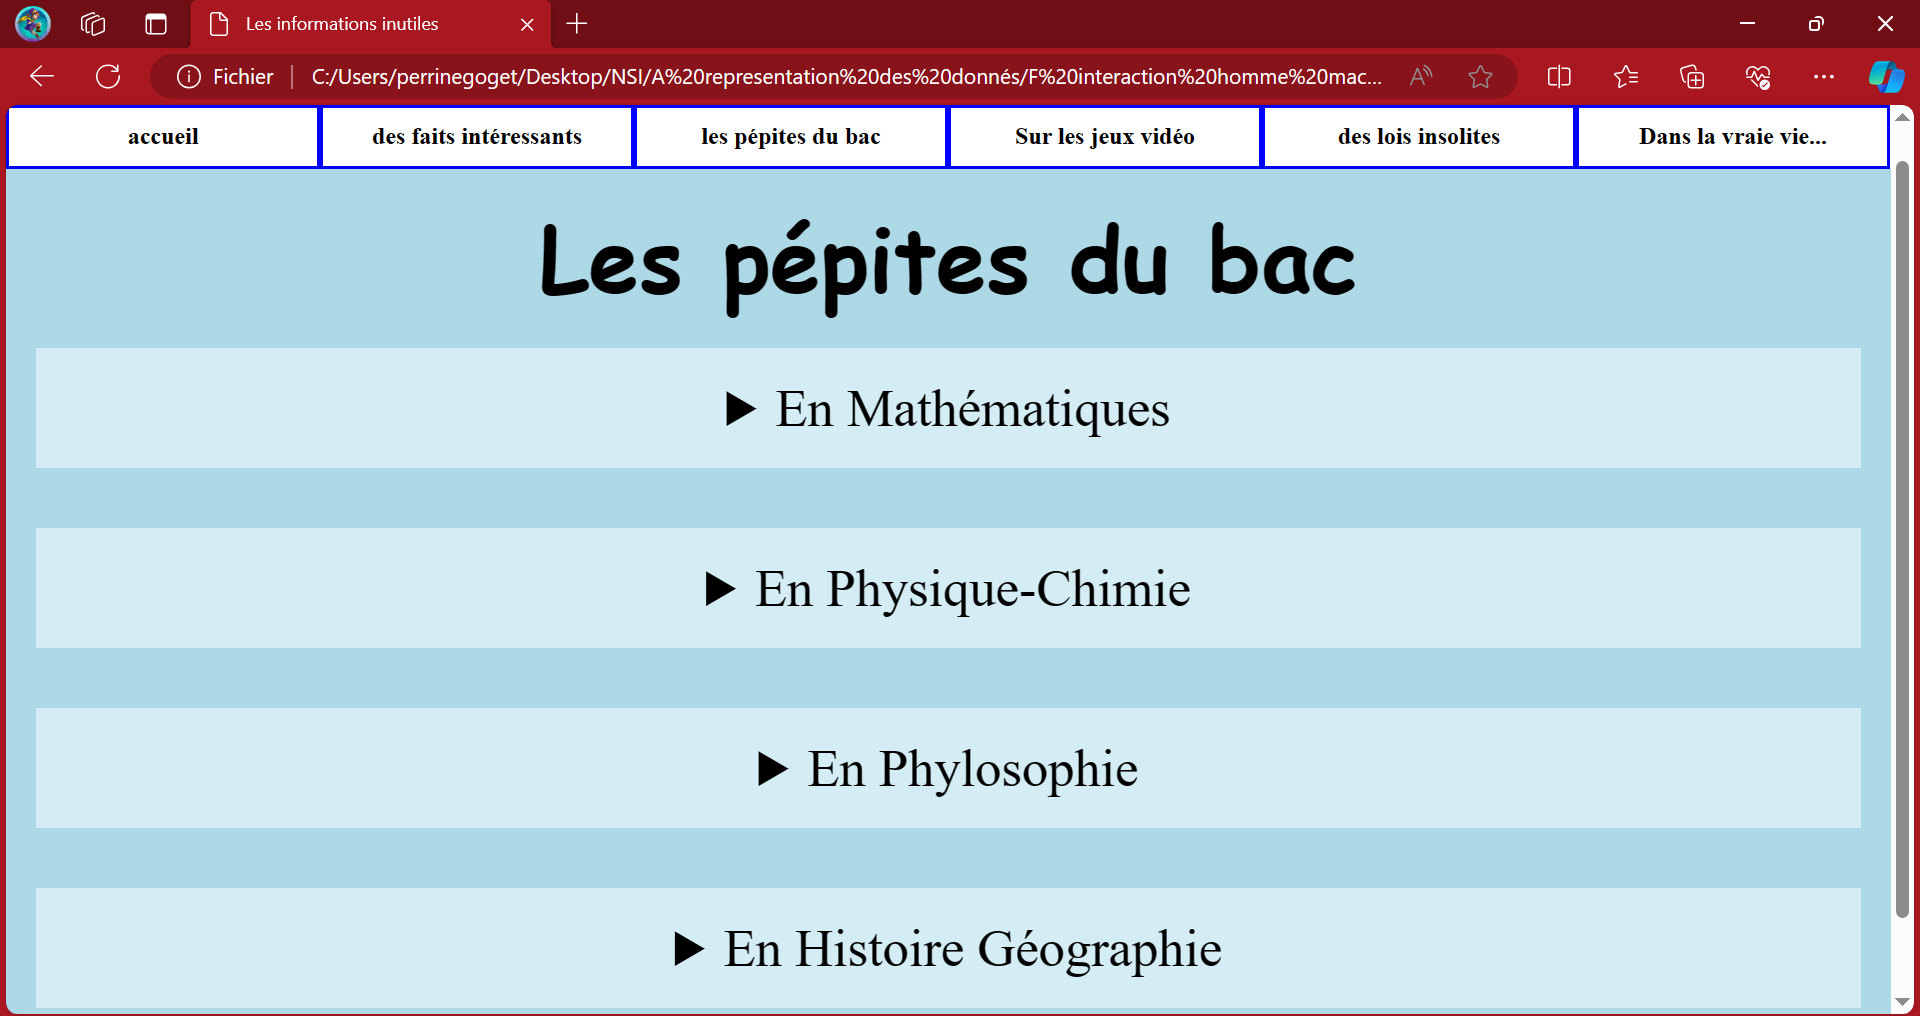 Les informations inutiles
Fichier C:/Users/perrinegoget/Desktop/NSI/A%20representation%20des%20donnés/F%20interaction%20homme%20mac...
accueil des faits intéressants les pépites du bac Sur les jeux vidéo des lois insolites Dans la vraie vie...
Les pépites du bac
En Mathématiques
En Physique-Chimie
En Phylosophie
En Histoire Géographie